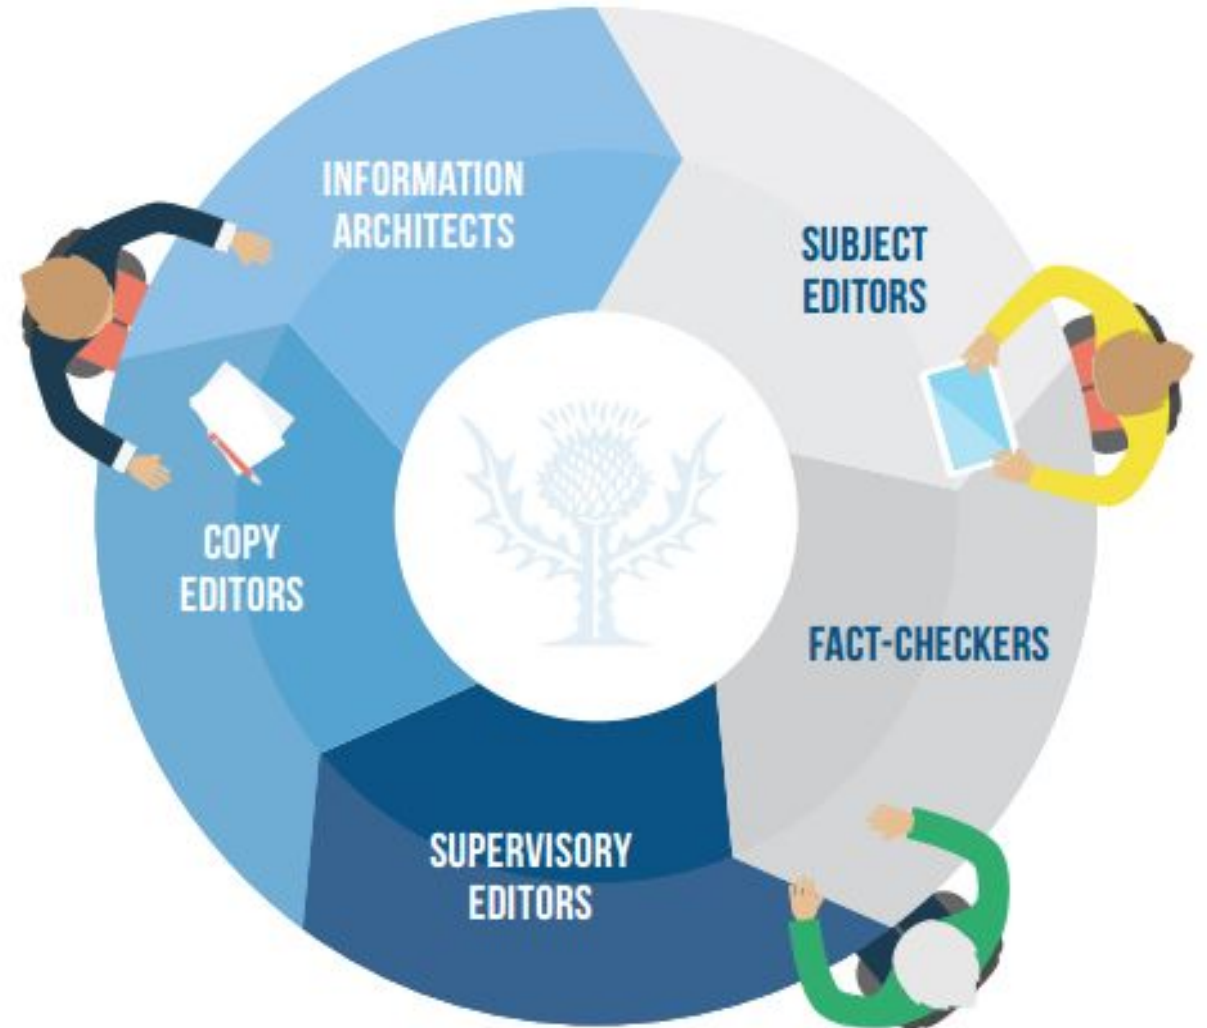 INFORMATION
ARCHITECTS
SUBJECT
EDITORS
FACT-CHECKERS
SUPERVISORY
EDITORS
COPY
EDITORS